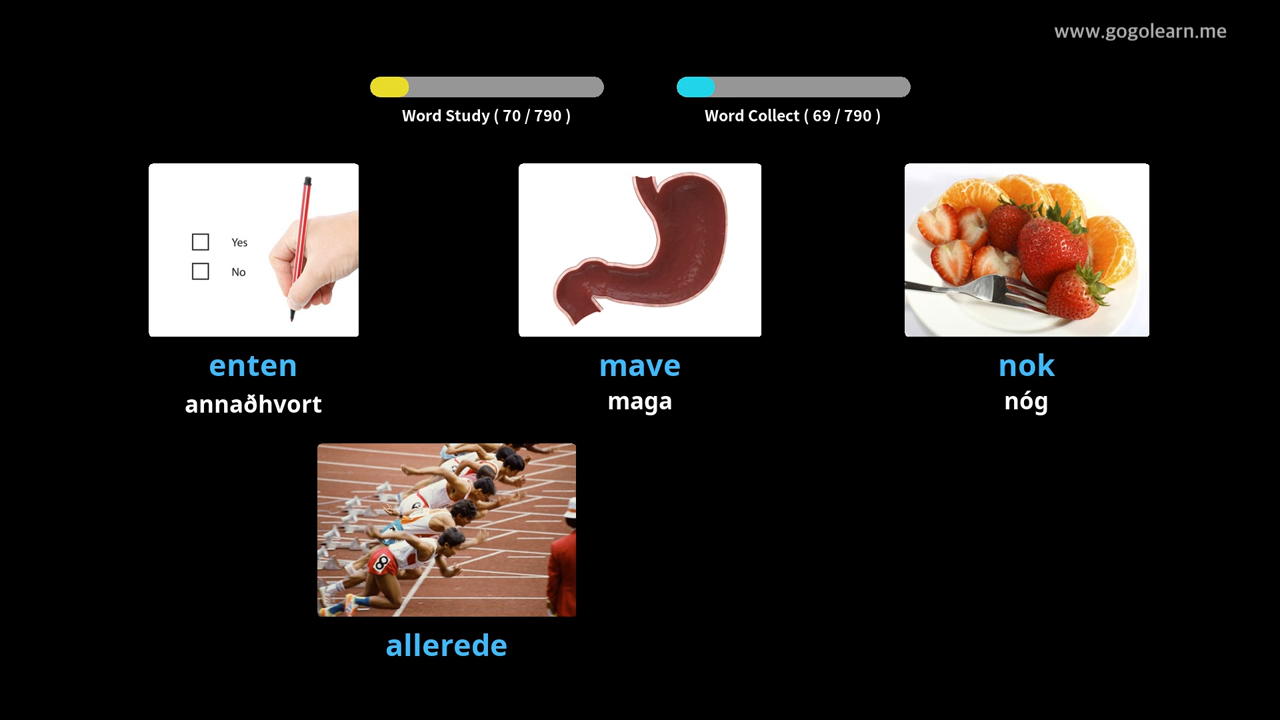 www.gogolearn.me
Word Study ( 70 / 790 )
Word Collect ( 69 / 790 )
Yes
No
enten
annaðhvort
mave
maga
nok
nóg
8
allerede